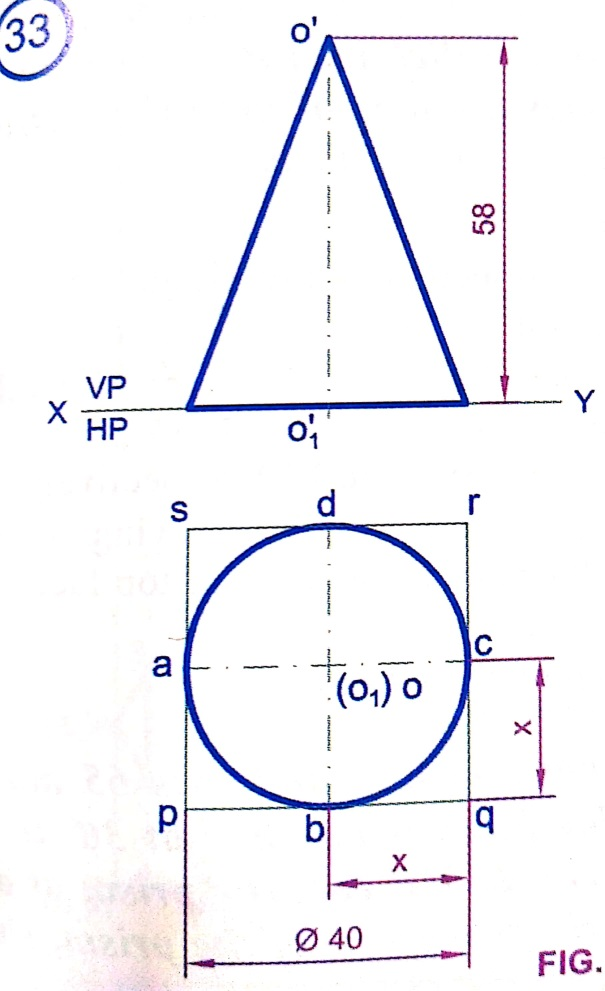 33
o'
58
X VP Y
HP
o'₁
s d r
a (o₁) o c
x
p b q
x
Ø 40
FIG.